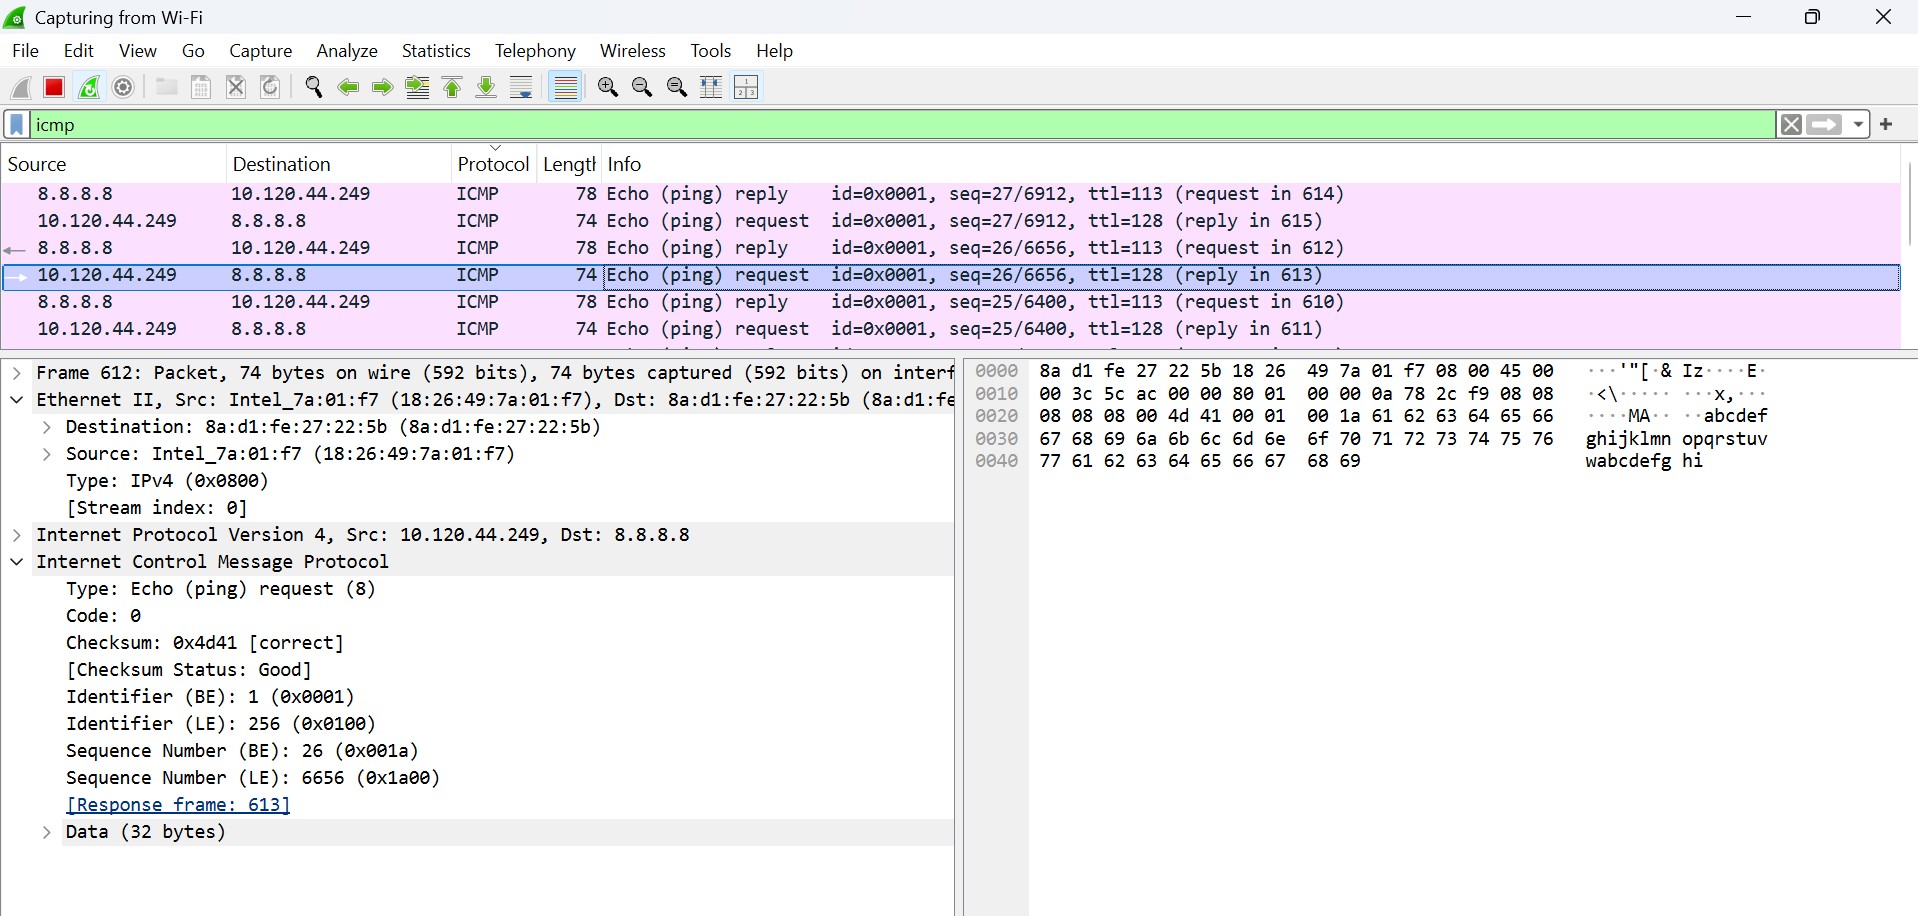 Capturing from Wi-Fi
File Edit View Go Capture Analyze Statistics Telephony Wireless Tools Help
icmp
Source Destination Protocol Length Info
8.8.8.8 10.120.44.249 ICMP 78 Echo (ping) reply id=0x0001, seq=27/6912, ttl=113 (request in 614)
10.120.44.249 8.8.8.8 ICMP 74 Echo (ping) request id=0x0001, seq=27/6912, ttl=128 (reply in 615)
8.8.8.8 10.120.44.249 ICMP 78 Echo (ping) reply id=0x0001, seq=26/6656, ttl=113 (request in 612)
10.120.44.249 8.8.8.8 ICMP 74 Echo (ping) request id=0x0001, seq=26/6656, ttl=128 (reply in 613)
8.8.8.8 10.120.44.249 ICMP 78 Echo (ping) reply id=0x0001, seq=25/6400, ttl=113 (request in 610)
10.120.44.249 8.8.8.8 ICMP 74 Echo (ping) request id=0x0001, seq=25/6400, ttl=128 (reply in 611)
Frame 612: Packet, 74 bytes on wire (592 bits), 74 bytes captured (592 bits) on interf
Ethernet II, Src: Intel_7a:01:f7 (18:26:49:7a:01:f7), Dst: 8a:d1:fe:27:22:5b (8a:d1:fe
Destination: 8a:d1:fe:27:22:5b (8a:d1:fe:27:22:5b)
Source: Intel_7a:01:f7 (18:26:49:7a:01:f7)
Type: IPv4 (0x0800)
[Stream index: 0]
Internet Protocol Version 4, Src: 10.120.44.249, Dst: 8.8.8.8
Internet Control Message Protocol
Type: Echo (ping) request (8)
Code: 0
Checksum: 0x4d41 [correct]
[Checksum Status: Good]
Identifier (BE): 1 (0x0001)
Identifier (LE): 256 (0x0100)
Sequence Number (BE): 26 (0x001a)
Sequence Number (LE): 6656 (0x1a00)
[Response frame: 613]
Data (32 bytes)
0000 8a d1 fe 27 22 5b 18 26 49 7a 01 f7 08 00 45 00 ···'"[·& Iz····E·
0010 00 3c 5c ac 00 00 80 01 00 00 0a 78 2c f9 08 08 ·<\····· ···x,···
0020 08 08 08 00 4d 41 00 01 00 1a 61 62 63 64 65 66 ····MA·· ··abcdef
0030 67 68 69 6a 6b 6c 6d 6e 6f 70 71 72 73 74 75 76 ghijklmn opqrstuv
0040 77 61 62 63 64 65 66 67 68 69 wabcdefg hi